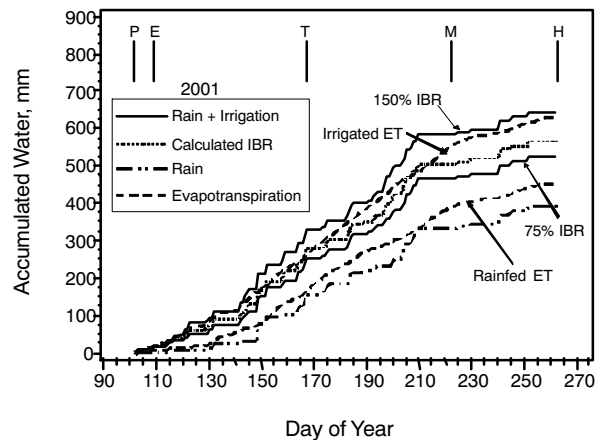 900
800
700
600
500
400
300
200
100
0
Accumulated Water, mm
P E T M H
2001
Rain + Irrigation
Calculated IBR
Rain
Evapotranspiration
150% IBR
Irrigated ET
75% IBR
Rainfed ET
90 110 130 150 170 190 210 230 250 270
Day of Year